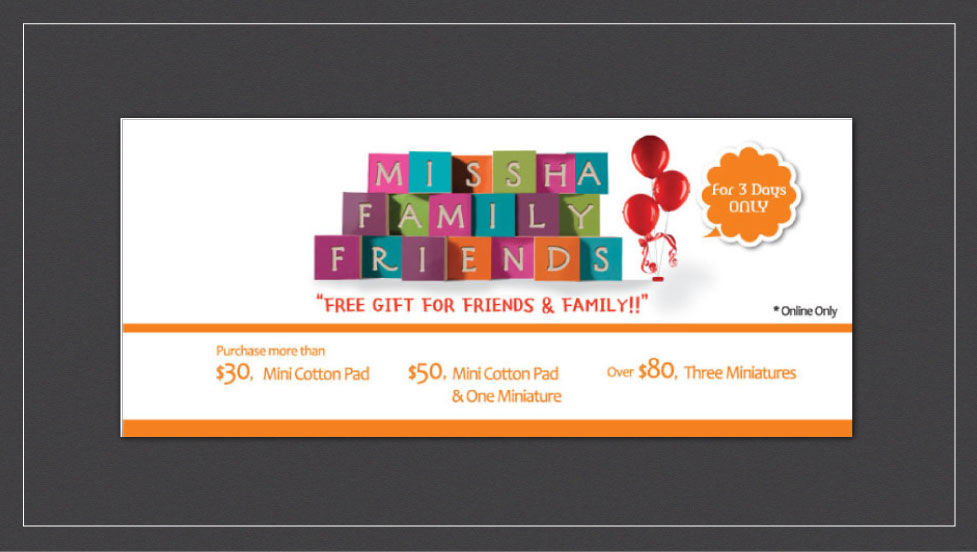 MISSHA
FAMILY
FRIENDS
For 3 Days
ONLY
"FREE GIFT FOR FRIENDS & FAMILY!!"
* Online Only
Purchase more than
$30, Mini Cotton Pad
$50, Mini Cotton Pad
& One Miniature
Over $80, Three Miniatures